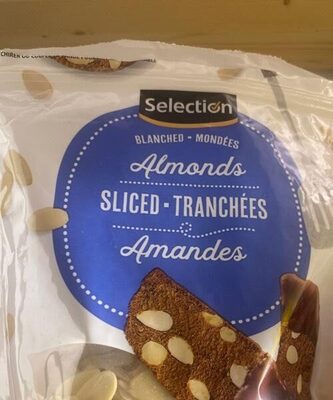 Selection
BLANCHED - MONDÉES
Almonds
SLICED - TRANCHÉES
Amandes